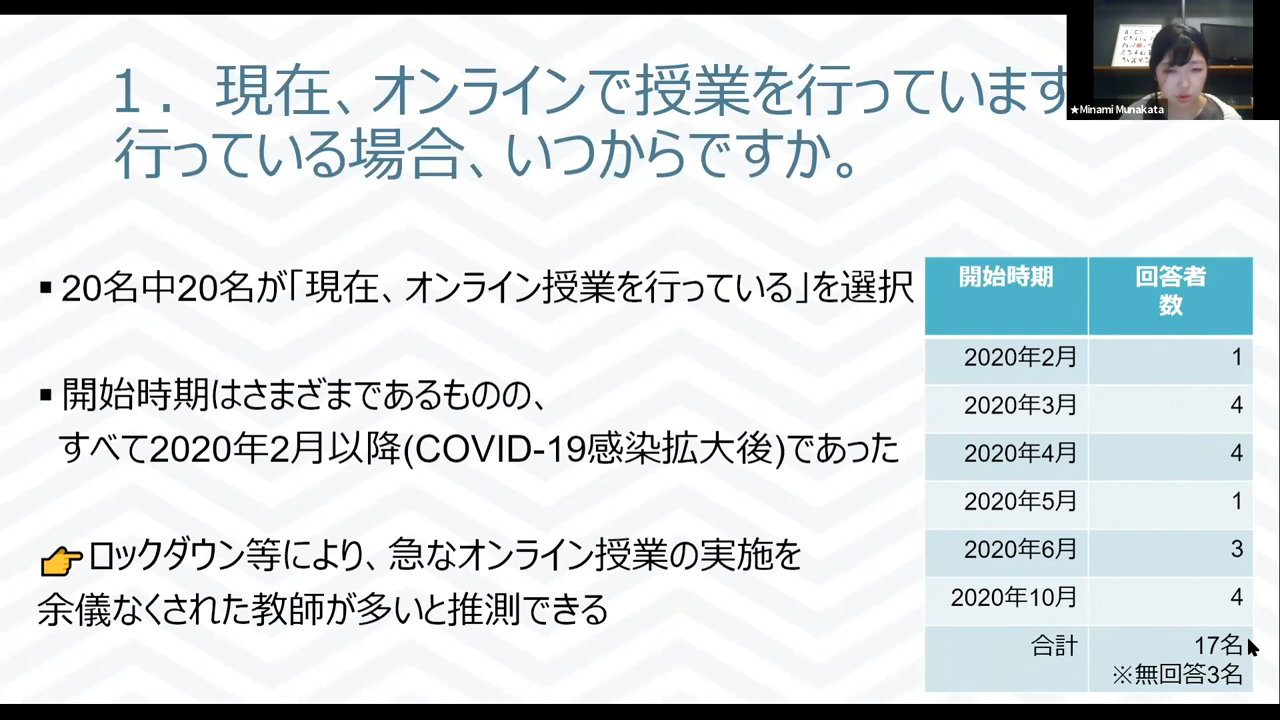 1．現在、オンラインで授業を行っています
行っている場合、いつからですか。
★Minami Munakata
▪ 20名中20名が「現在、オンライン授業を行っている」を選択
▪ 開始時期はさまざまであるものの、
すべて2020年2月以降(COVID-19感染拡大後)であった
👉ロックダウン等により、急なオンライン授業の実施を
余儀なくされた教師が多いと推測できる
開始時期 回答者
数
2020年2月 1
2020年3月 4
2020年4月 4
2020年5月 1
2020年6月 3
2020年10月 4
合計 17名
※無回答3名